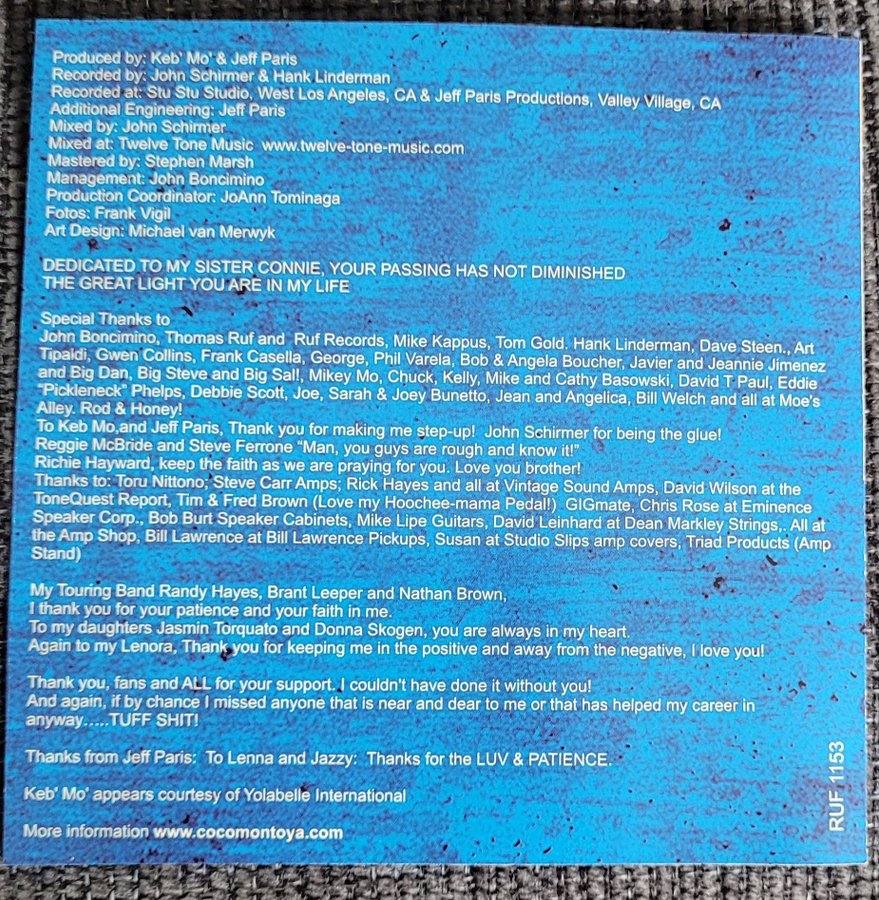 Produced by: Keb' Mo' & Jeff Paris
Recorded by: John Schirmer & Hank Linderman
Recorded at: Stu Stu Studio, West Los Angeles, CA & Jeff Paris Productions, Valley Village, CA
Additional Engineering: Jeff Paris
Mixed by: John Schirmer
Mixed at: Twelve Tone Music  www.twelve-tone-music.com
Mastered by: Stephen Marsh
Management: John Boncimino
Production Coordinator: JoAnn Tominaga
Fotos: Frank Vigil
Art Design: Michael van Merwyk
DEDICATED TO MY SISTER CONNIE, YOUR PASSING HAS NOT DIMINISHED
THE GREAT LIGHT YOU ARE IN MY LIFE
Special Thanks to
John Boncimino, Thomas Ruf and  Ruf Records, Mike Kappus, Tom Gold. Hank Linderman, Dave Steen., Art
Tipaldi, Gwen Collins, Frank Casella, George, Phil Varela, Bob & Angela Boucher, Javier and Jeannie Jimenez
and Big Dan, Big Steve and Big Sal!, Mikey Mo, Chuck, Kelly, Mike and Cathy Basowski, David T Paul, Eddie
"Pickleneck" Phelps, Debbie Scott, Joe, Sarah & Joey Bunetto, Jean and Angelica, Bill Welch and all at Moe's
Alley. Rod & Honey!
To Keb Mo,and Jeff Paris, Thank you for making me step-up!  John Schirmer for being the glue!
Reggie McBride and Steve Ferrone “Man, you guys are rough and know it!”
Richie Hayward, keep the faith as we are praying for you. Love you brother!
Thanks to: Toru Nittono; Steve Carr Amps; Rick Hayes and all at Vintage Sound Amps, David Wilson at the
ToneQuest Report, Tim & Fred Brown (Love my Hoochee-mama Pedal!)  GIGmate, Chris Rose at Eminence
Speaker Corp., Bob Burt Speaker Cabinets, Mike Lipe Guitars, David Leinhard at Dean Markley Strings,. All at
the Amp Shop, Bill Lawrence at Bill Lawrence Pickups, Susan at Studio Slips amp covers, Triad Products (Amp
Stand)
My Touring Band Randy Hayes, Brant Leeper and Nathan Brown,
I thank you for your patience and your faith in me.
To my daughters Jasmin Torquato and Donna Skogen, you are always in my heart.
Again to my Lenora, Thank you for keeping me in the positive and away from the negative, I love you!
Thank you, fans and ALL for your support. I couldn't have done it without you!
And again, if by chance I missed anyone that is near and dear to me or that has helped my career in
anyway.....TUFF SHIT!
Thanks from Jeff Paris:  To Lenna and Jazzy:  Thanks for the LUV & PATIENCE.
Keb' Mo' appears courtesy of Yolabelle International
More information www.cocomontoya.com
RUF 1153